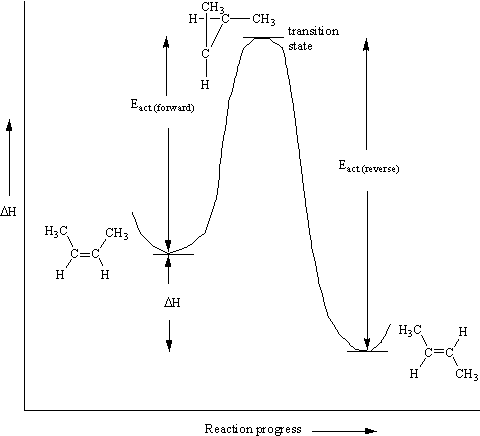 CH₃
H C—CH₃
transition
state
C
H
Eact (forward)
Eact (reverse)
ΔH
H₃C CH₃
C=C
H H
ΔH
H₃C H
C=C
H CH₃
Reaction progress